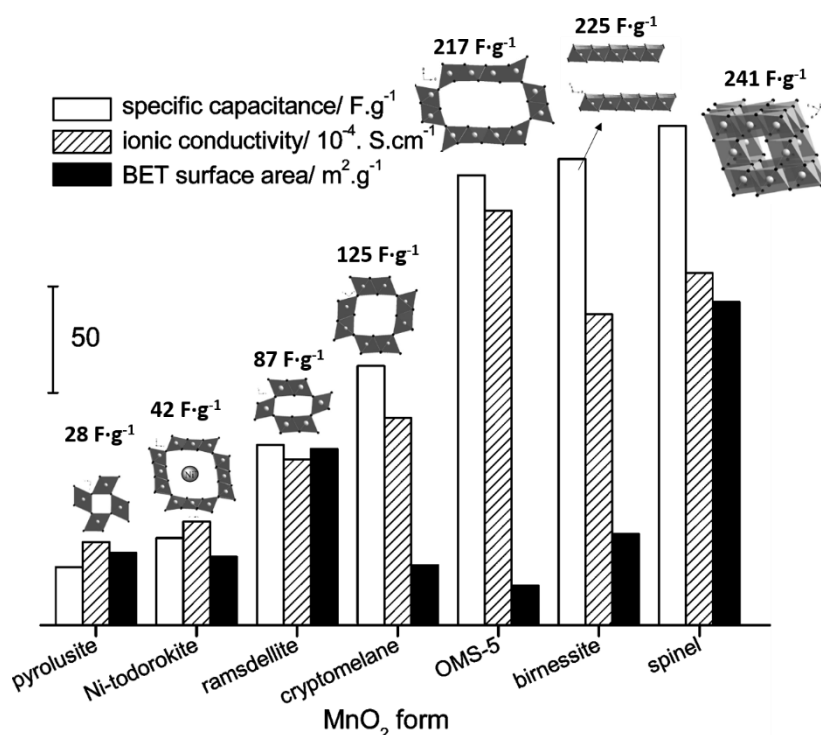 217 F·g⁻¹
225 F·g⁻¹
241 F·g⁻¹
specific capacitance/ F.g⁻¹
ionic conductivity/ 10⁻⁴. S.cm⁻¹
BET surface area/ m².g⁻¹
125 F·g⁻¹
50
87 F·g⁻¹
42 F·g⁻¹
28 F·g⁻¹
Ni
pyrolusite
Ni-todorokite
ramsdellite
cryptomelane
OMS-5
birnessite
spinel
MnO₂ form